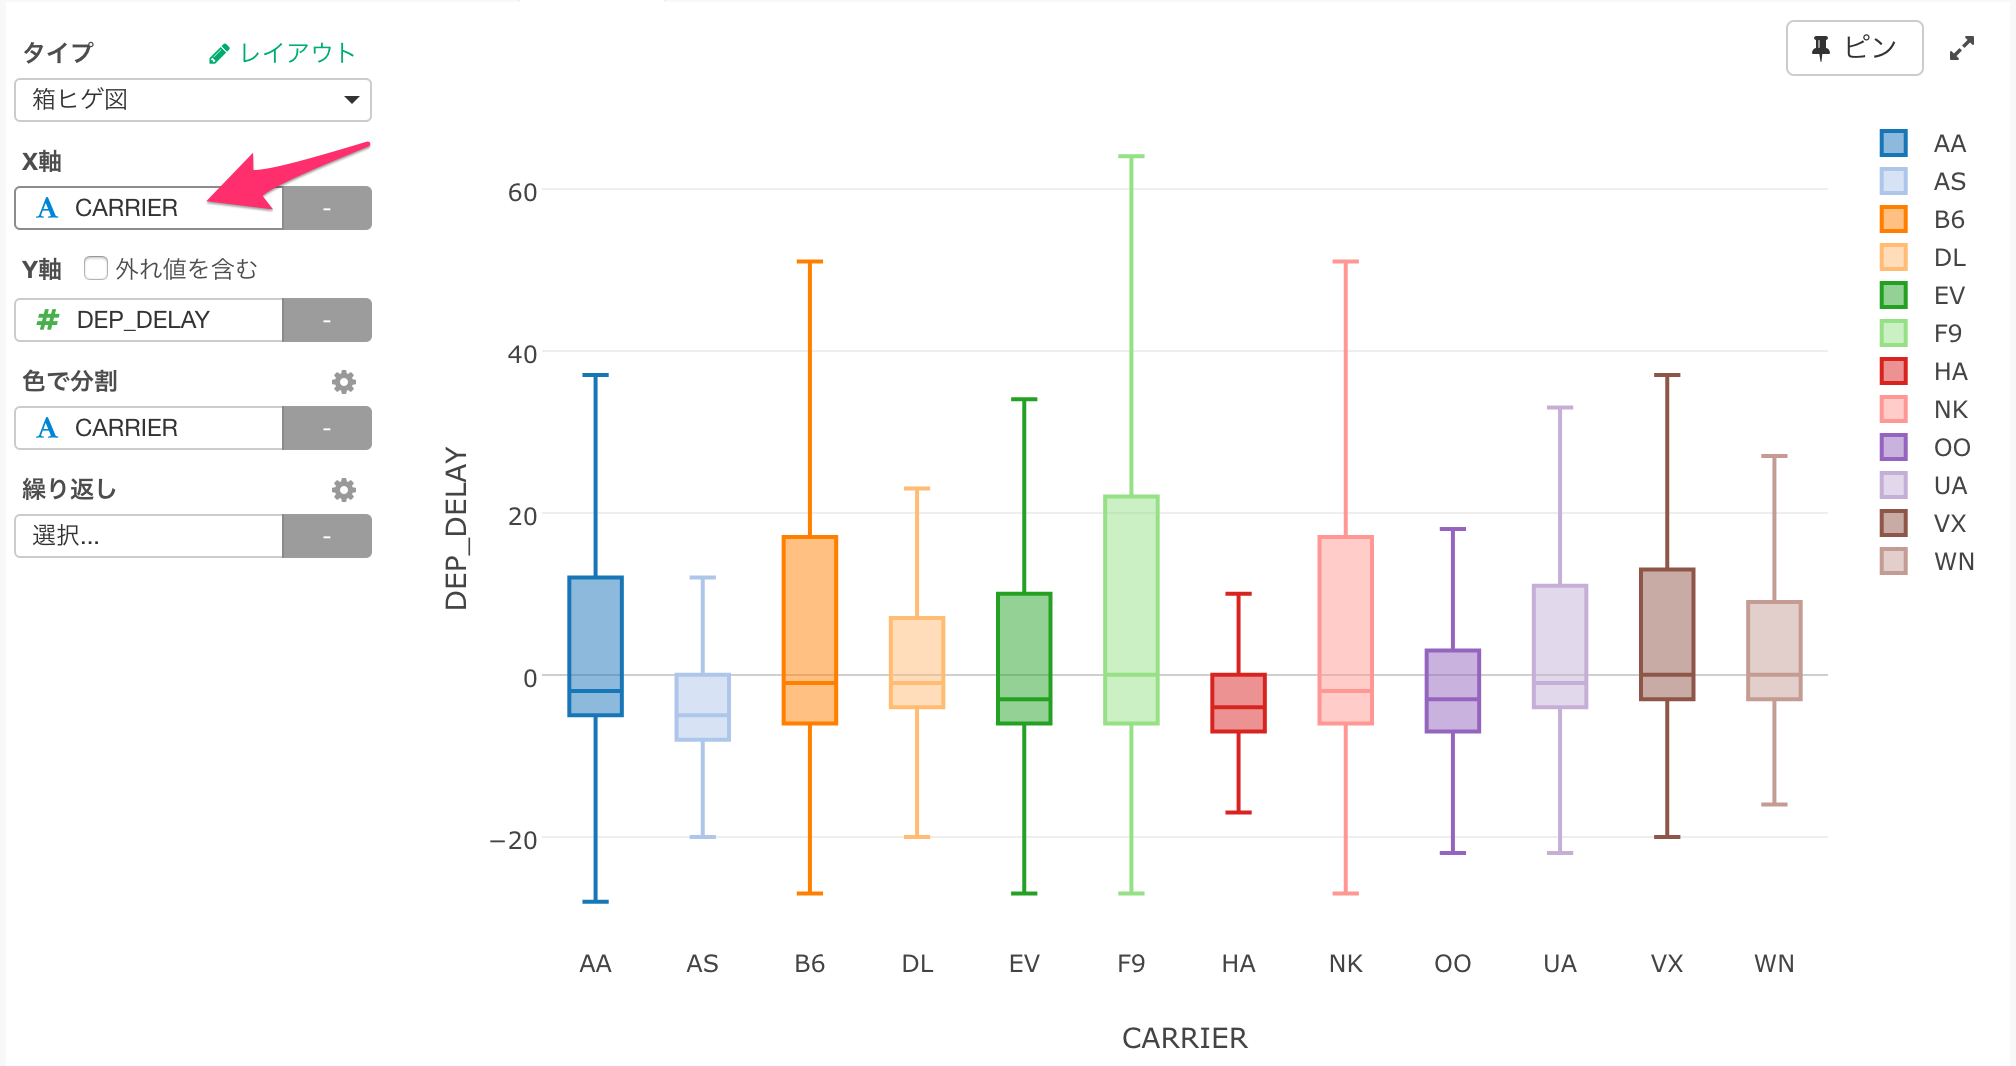 タイプ
レイアウト
箱ヒゲ図
X軸
A CARRIER -
Y軸 外れ値を含む
# DEP_DELAY -
色で分割
A CARRIER -
繰り返し
選択... -
ピン
60
40
20
0
−20
DEP_DELAY
AA AS B6 DL EV F9 HA NK OO UA VX WN
CARRIER
AA
AS
B6
DL
EV
F9
HA
NK
OO
UA
VX
WN